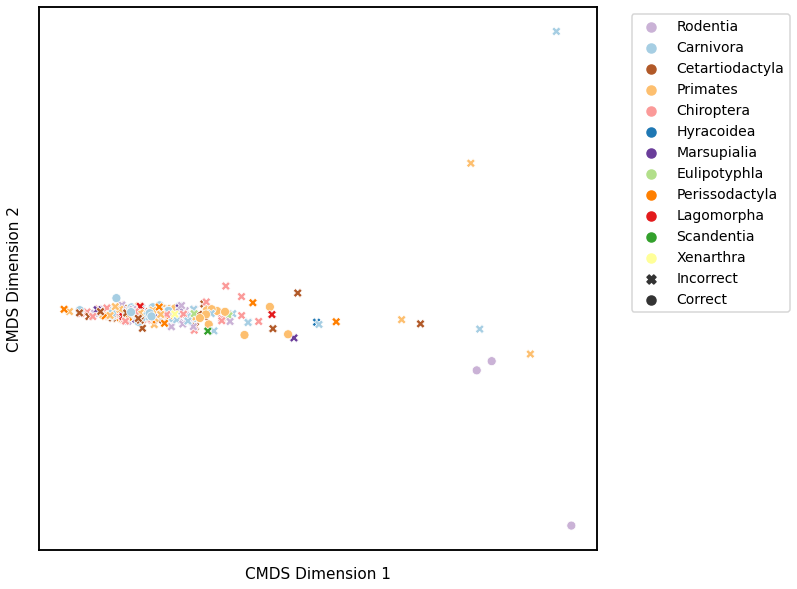 CMDS Dimension 2
CMDS Dimension 1
Rodentia
Carnivora
Cetartiodactyla
Primates
Chiroptera
Hyracoidea
Marsupialia
Eulipotyphla
Perissodactyla
Lagomorpha
Scandentia
Xenarthra
Incorrect
Correct